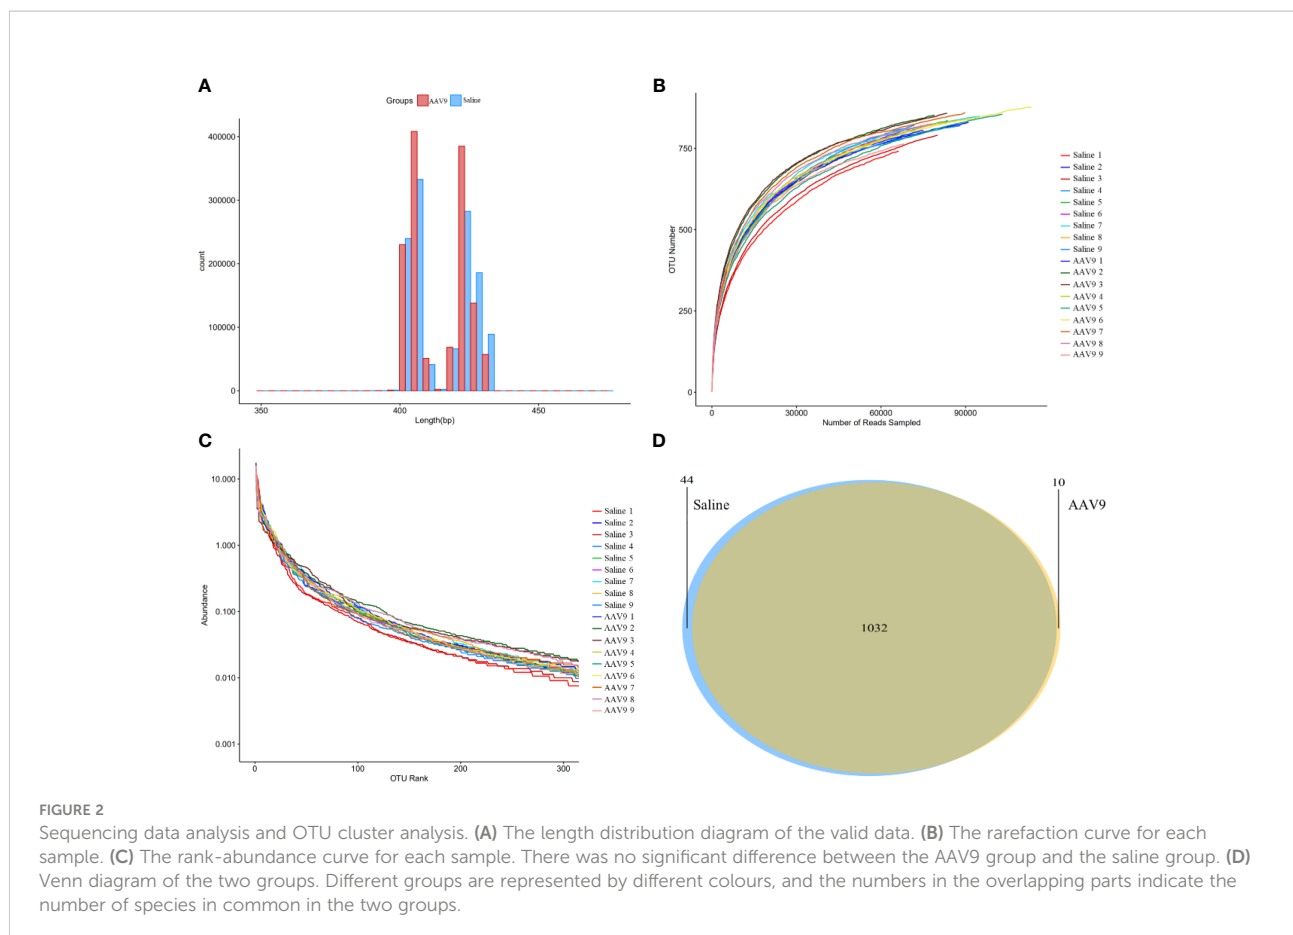 A
Groups AAV9 Saline
400000
300000
200000
100000
0
count
350 400 450
Length(bp)
B
750
500
250
0
OTU Number
0 30000 60000 90000
Number of Reads Sampled
Saline 1
Saline 2
Saline 3
Saline 4
Saline 5
Saline 6
Saline 7
Saline 8
Saline 9
AAV9 1
AAV9 2
AAV9 3
AAV9 4
AAV9 5
AAV9 6
AAV9 7
AAV9 8
AAV9 9
C
10.000
1.000
0.100
0.010
0.001
Abundance
0 100 200 300
OTU Rank
Saline 1
Saline 2
Saline 3
Saline 4
Saline 5
Saline 6
Saline 7
Saline 8
Saline 9
AAV9 1
AAV9 2
AAV9 3
AAV9 4
AAV9 5
AAV9 6
AAV9 7
AAV9 8
AAV9 9
D
44
Saline
10
AAV9
1032
FIGURE 2
Sequencing data analysis and OTU cluster analysis. (A) The length distribution diagram of the valid data. (B) The rarefaction curve for each
sample. (C) The rank-abundance curve for each sample. There was no significant difference between the AAV9 group and the saline group. (D)
Venn diagram of the two groups. Different groups are represented by different colours, and the numbers in the overlapping parts indicate the
number of species in common in the two groups.